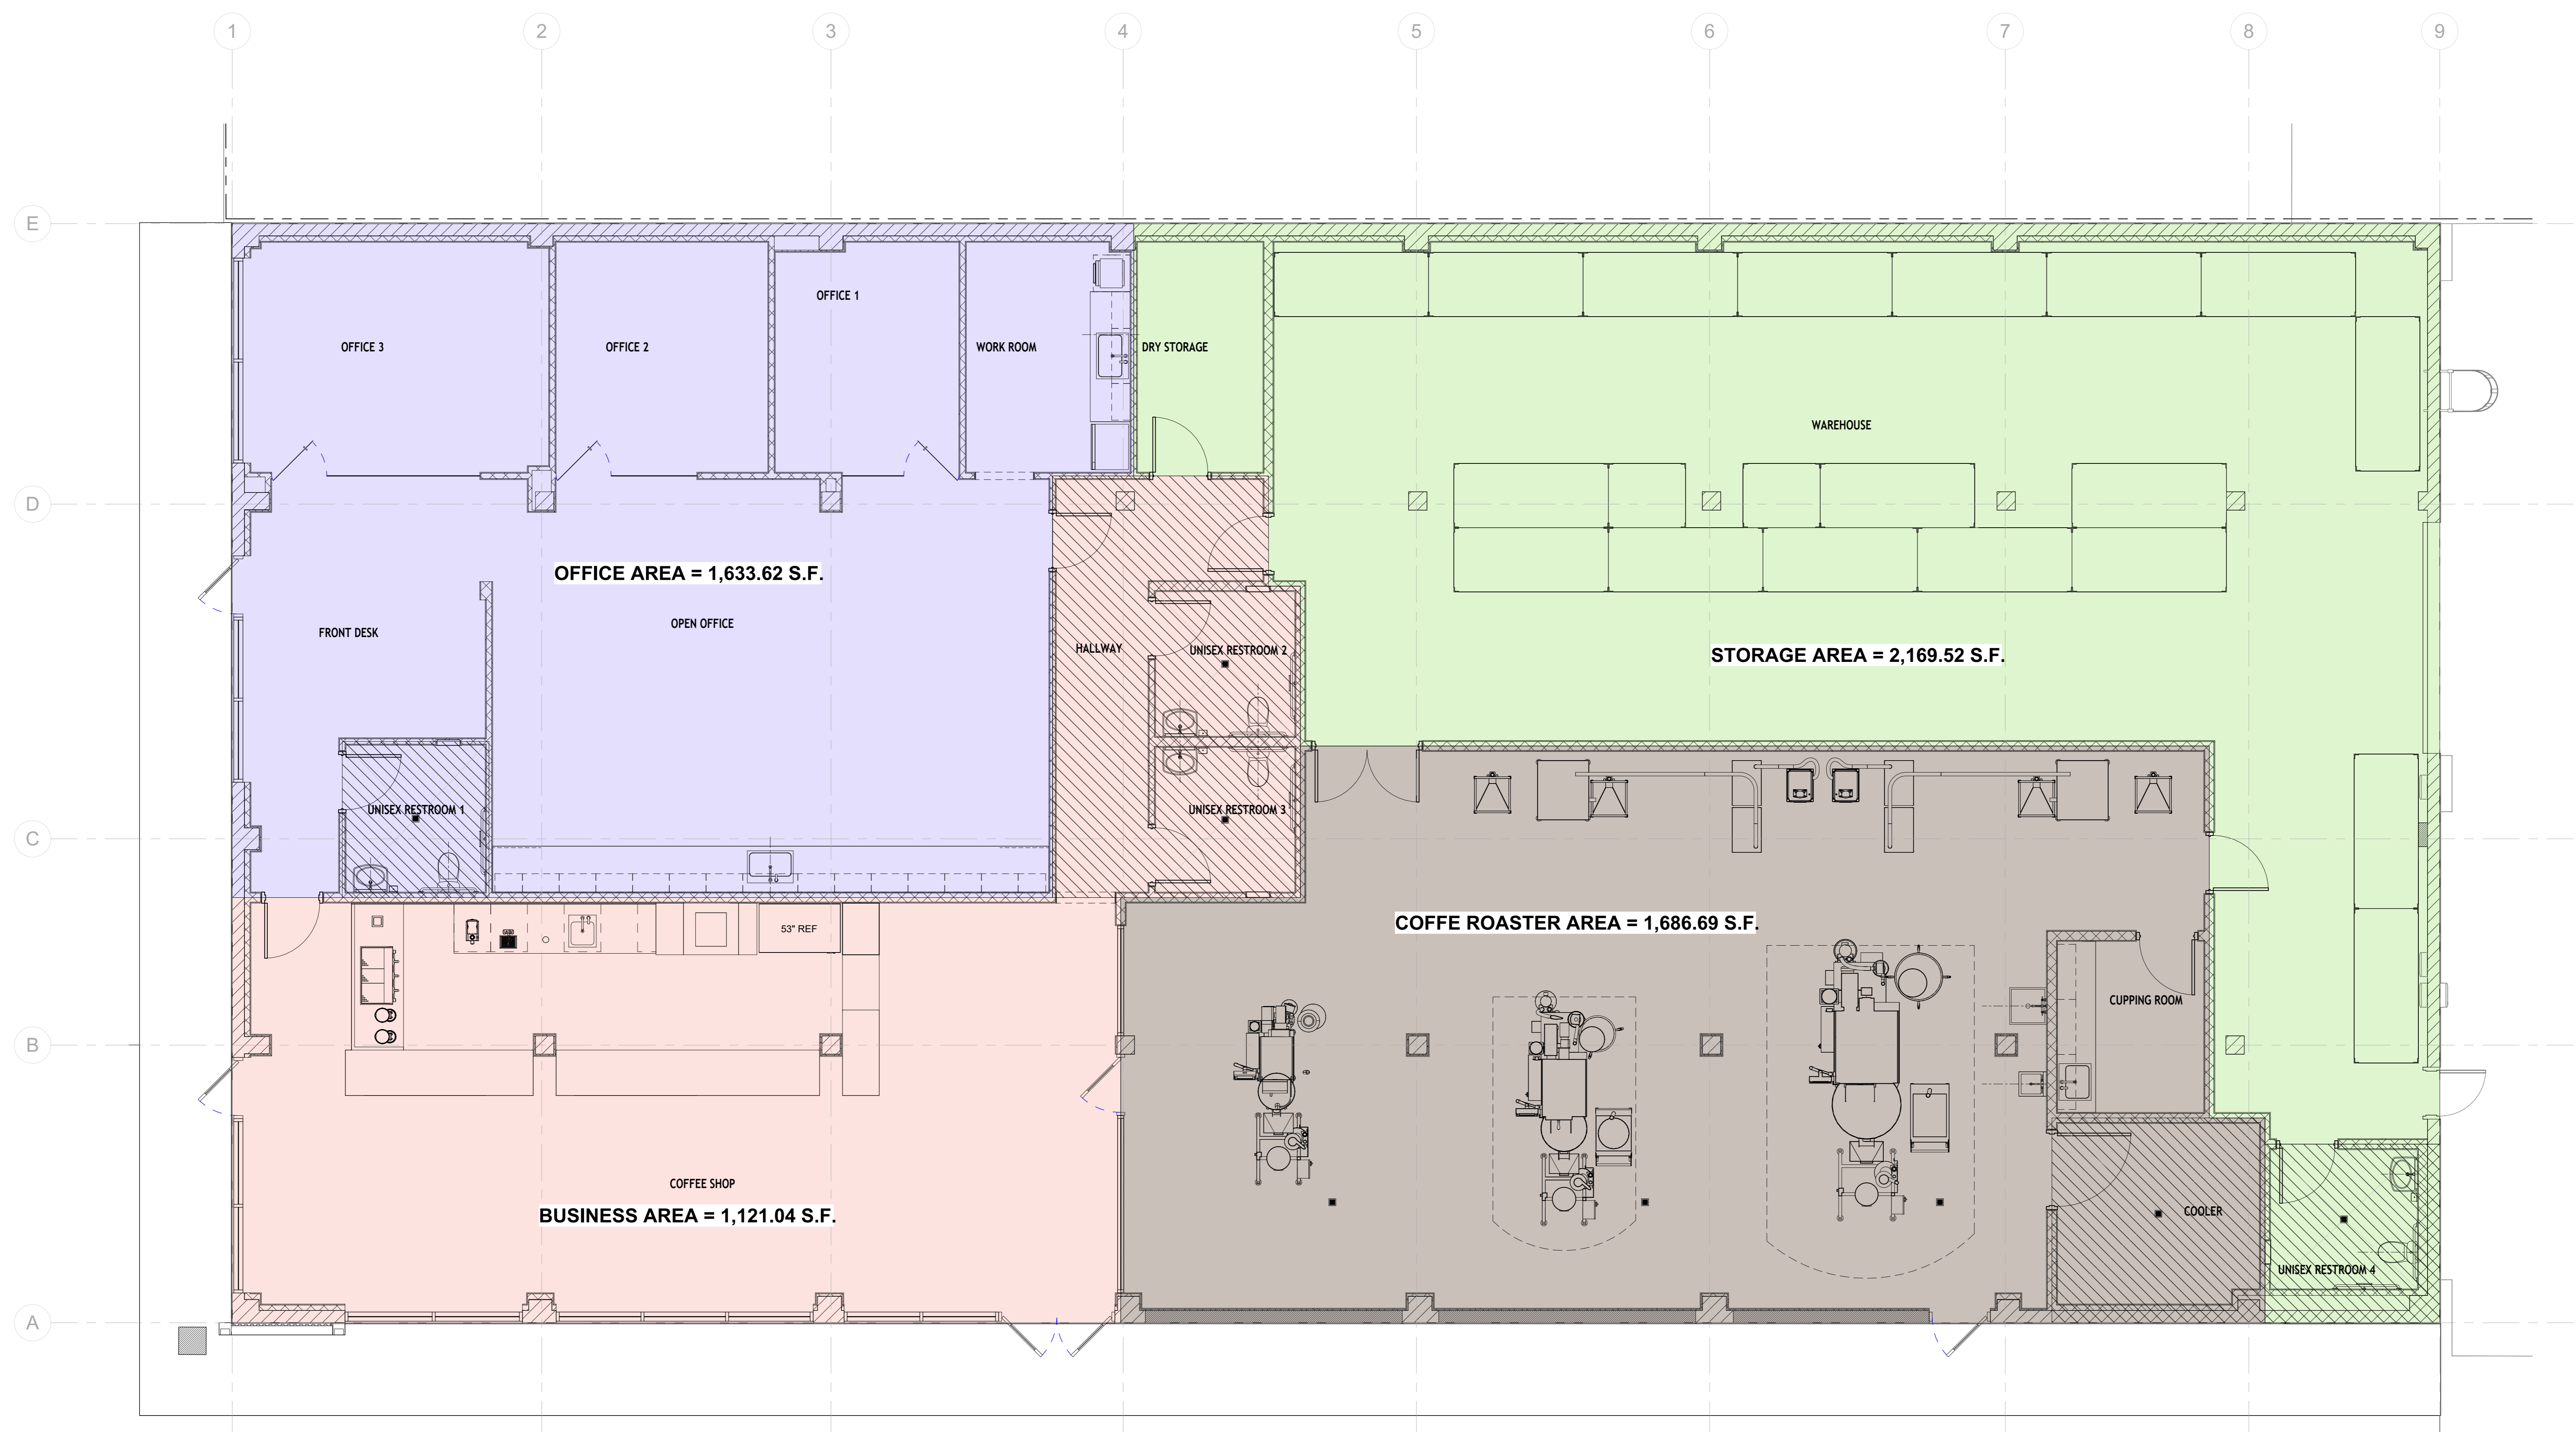 1 2 3 4 5 6 7 8 9
E
OFFICE 1
OFFICE 3
OFFICE 2
WORK ROOM
DRY STORAGE
WAREHOUSE
D
OFFICE AREA = 1,633.62 S.F.
OPEN OFFICE
FRONT DESK
HALLWAY
UNISEX RESTROOM 2
STORAGE AREA = 2,169.52 S.F.
UNISEX RESTROOM 1
UNISEX RESTROOM 3
C
53" REF
COFFE ROASTER AREA = 1,686.69 S.F.
CUPPING ROOM
B
COFFEE SHOP
BUSINESS AREA = 1,121.04 S.F.
COOLER
UNISEX RESTROOM 4
A